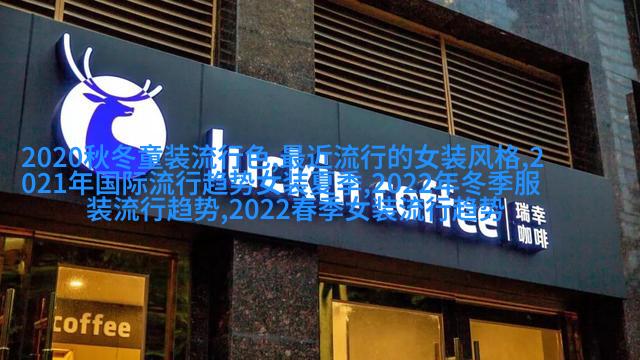 2020秋冬童装流行色,最近流行的女装风格,2
021年国际流行趋势女装夏季,2022年冬季服
装流行趋势,2022春季女装流行趋势
luckin coffee
瑞幸
咖啡
coffee